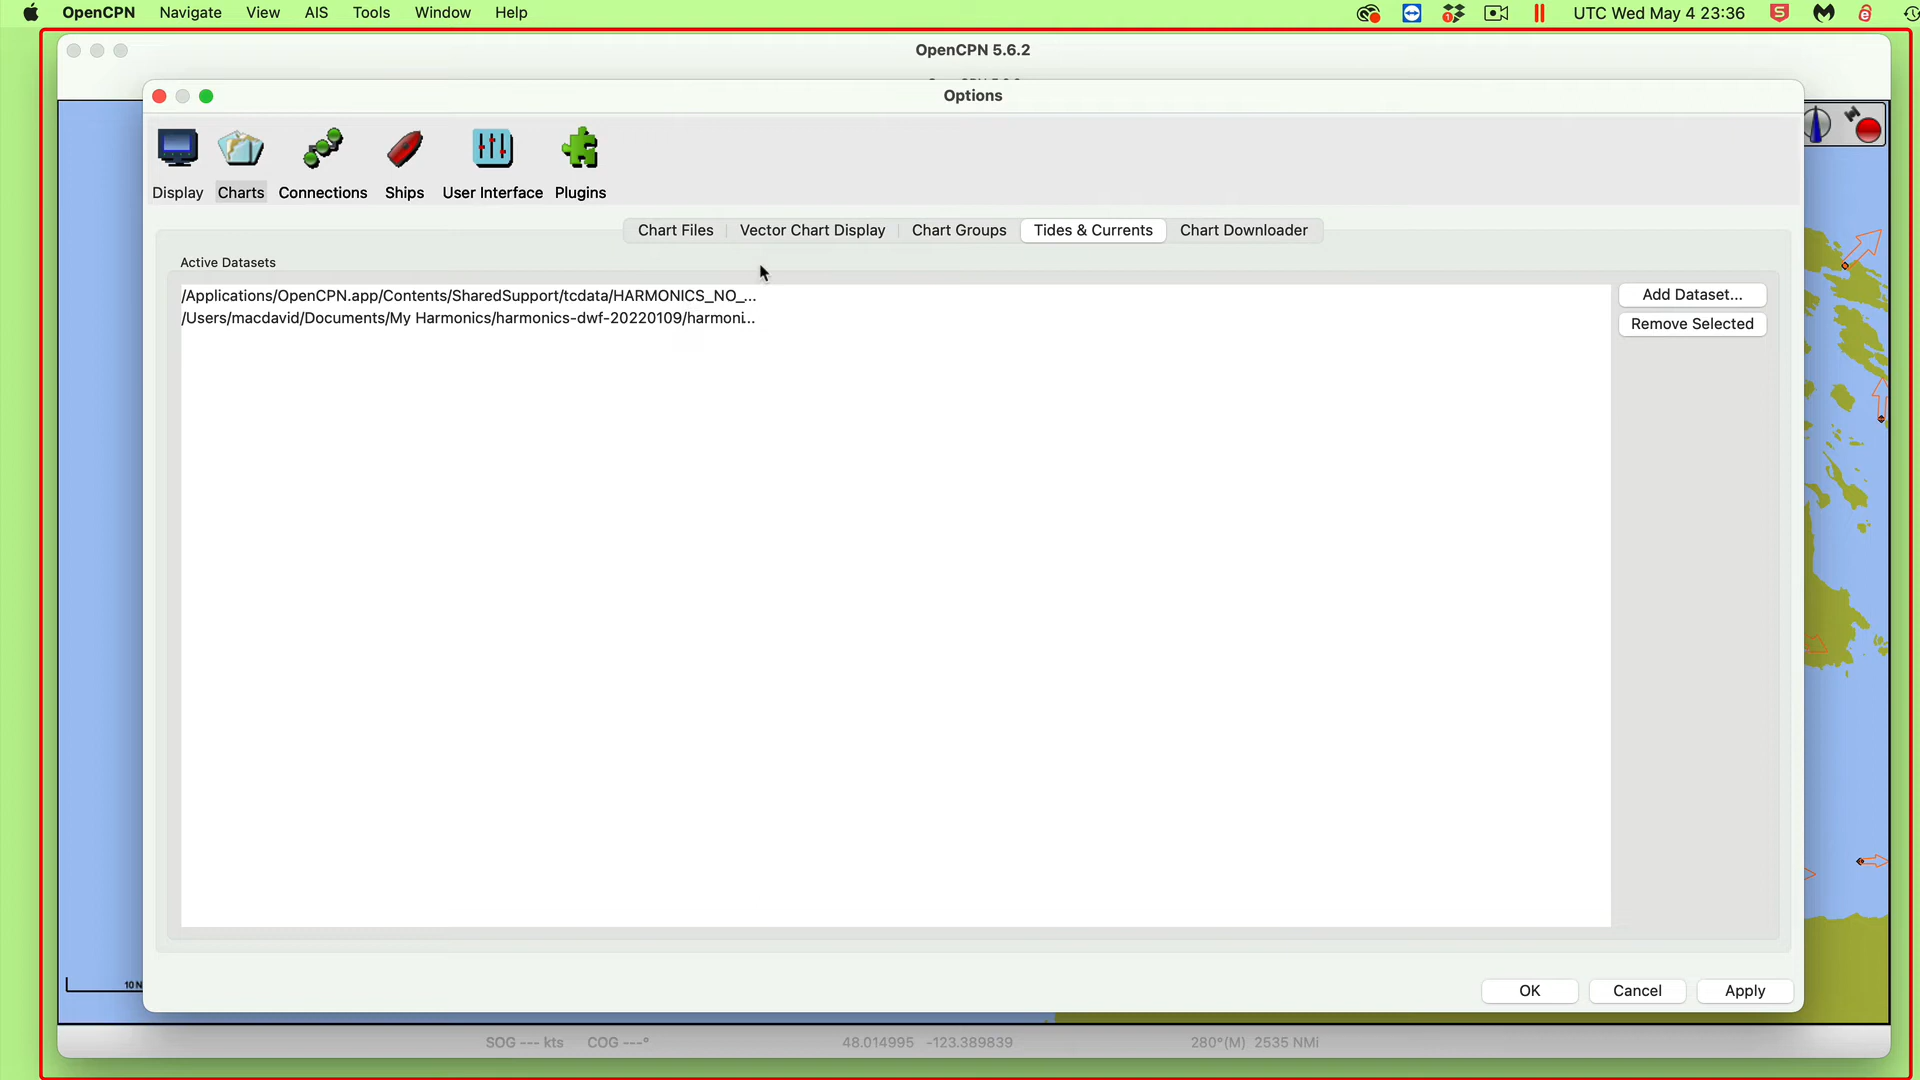 OpenCPN Navigate View AIS Tools Window Help UTC Wed May 4 23:36
OpenCPN 5.6.2
Options
Display Charts Connections Ships User Interface Plugins
Chart Files Vector Chart Display Chart Groups Tides & Currents Chart Downloader
Active Datasets
/Applications/OpenCPN.app/Contents/SharedSupport/tcdata/HARMONICS_NO_...
/Users/macdavid/Documents/My Harmonics/harmonics-dwf-20220109/harmoni...
Add Dataset...
Remove Selected
10 N
OK Cancel Apply
SOG --- kts COG ---° 48.014995 -123.389839 280°(M) 2535 NMi